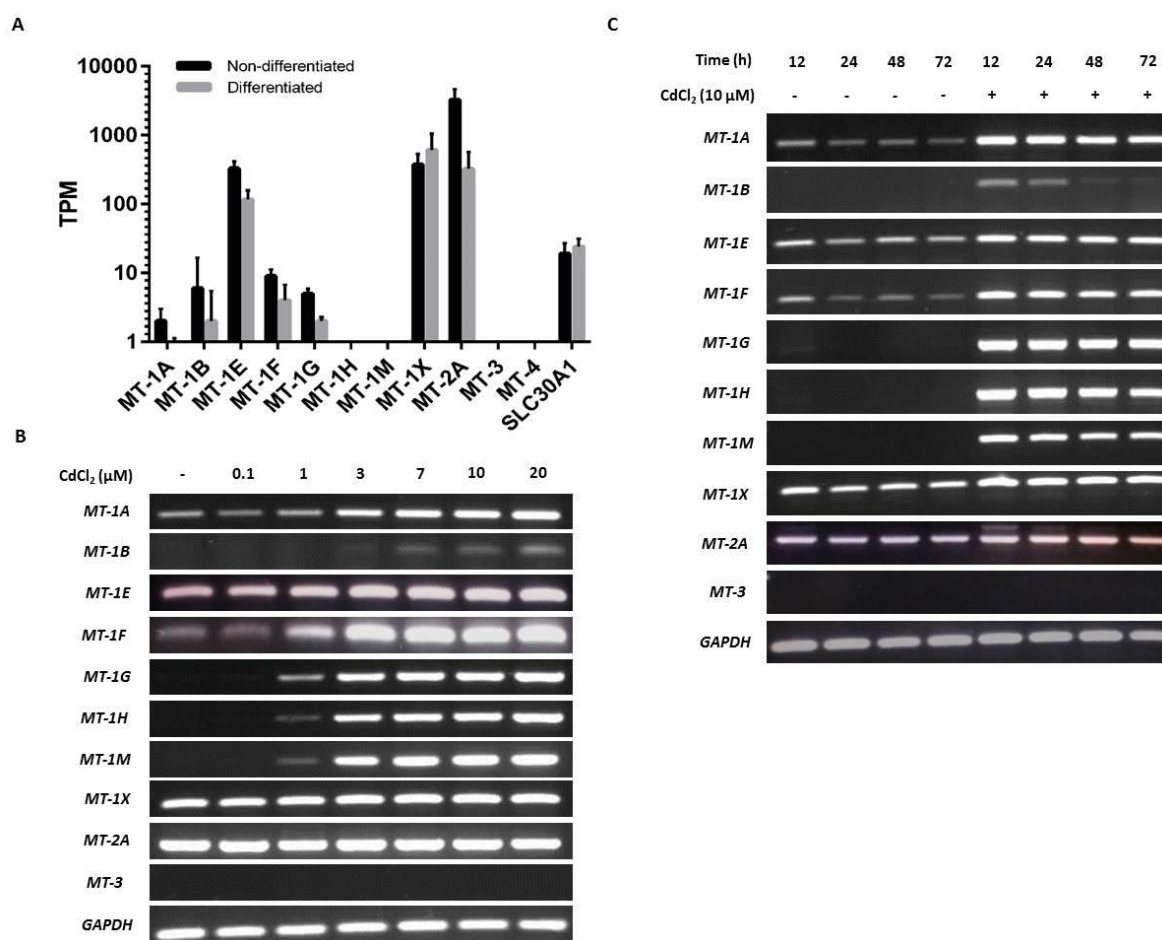 A
Non-differentiated
Differentiated
10000
1000
100
10
1
TPM
MT-1A
MT-1B
MT-1E
MT-1F
MT-1G
MT-1H
MT-1M
MT-1X
MT-2A
MT-3
MT-4
SLC30A1
B
CdCl₂ (μM) - 0.1 1 3 7 10 20
MT-1A
MT-1B
MT-1E
MT-1F
MT-1G
MT-1H
MT-1M
MT-1X
MT-2A
MT-3
GAPDH
C
Time (h) 12 24 48 72 12 24 48 72
CdCl₂ (10 μM) - - - - + + + +
MT-1A
MT-1B
MT-1E
MT-1F
MT-1G
MT-1H
MT-1M
MT-1X
MT-2A
MT-3
GAPDH